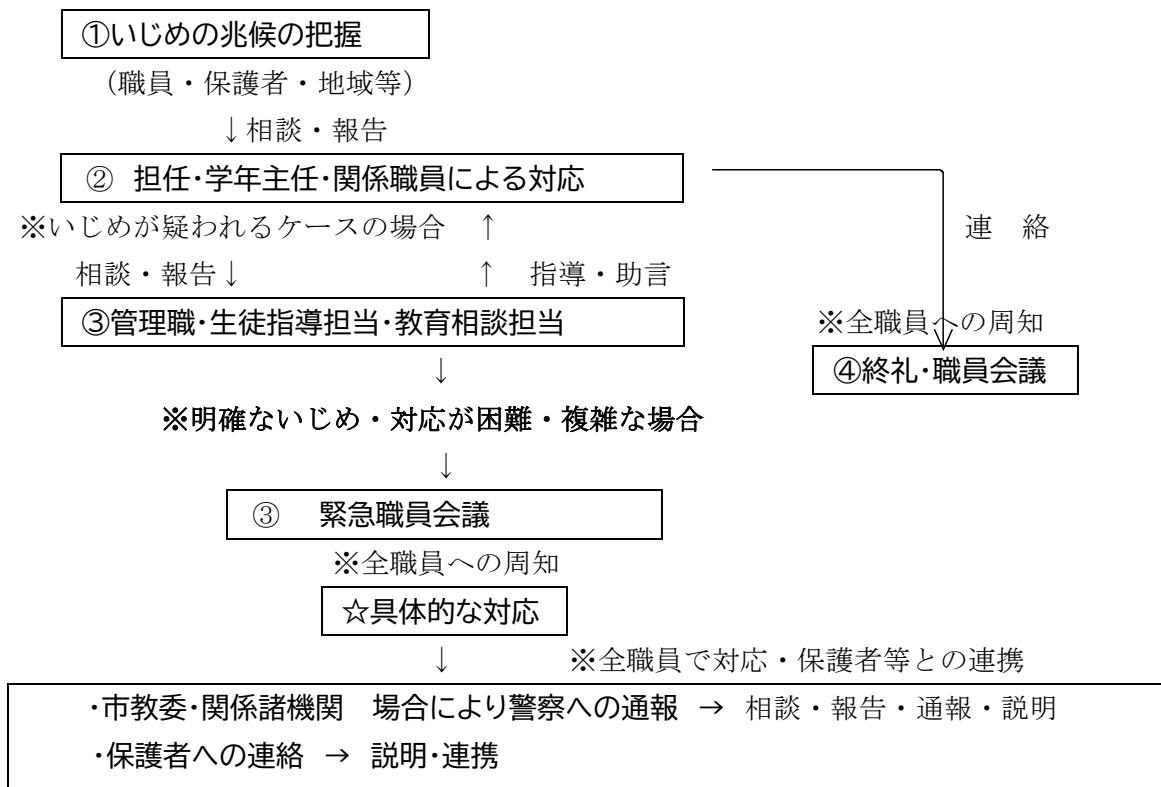 ①いじめの兆候の把握
（職員・保護者・地域等）
↓相談・報告
② 担任・学年主任・関係職員による対応
※いじめが疑われるケースの場合 ↑
連 絡
相談・報告↓ ↑ 指導・助言
③管理職・生徒指導担当・教育相談担当
※全職員への周知
④終礼・職員会議
↓
※明確ないじめ・対応が困難・複雑な場合
↓
③ 緊急職員会議
※全職員への周知
☆具体的な対応
↓ ※全職員で対応・保護者等との連携
・市教委・関係諸機関 場合により警察への通報 → 相談・報告・通報・説明
・保護者への連絡 → 説明・連携